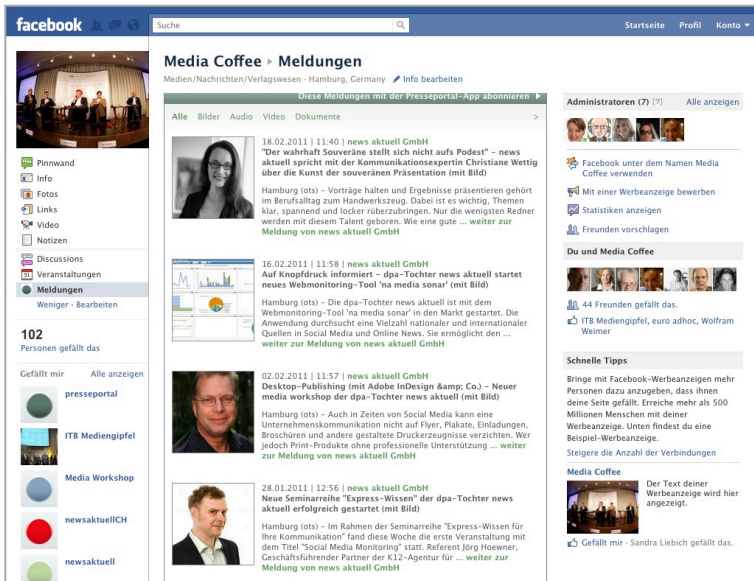 facebook
Suche
Startseite Profil Konto
Media Coffee ▸ Meldungen
Medien/Nachrichten/Verlagswesen · Hamburg, Germany Info bearbeiten
Pinnwand
Info
Fotos
Links
Video
Notizen
Discussions
Veranstaltungen
Meldungen
Weniger · Bearbeiten
102
Personen gefällt das
Gefällt mir Alle anzeigen
presseportal
ITB Mediengipfel
Media Workshop
newsaktuellCH
newsaktuell
Diese Meldungen mit der Presseportal-App abonnieren
Alle Bilder Audio Video Dokumente >
18.02.2011 | 11:40 | news aktuell GmbH
"Der wahrhaft Souveräne stellt sich nicht aufs Podest" – news
aktuell spricht mit der Kommunikationsexpertin Christiane Wettig
über die Kunst der souveränen Präsentation (mit Bild)
Hamburg (ots) – Vorträge halten und Ergebnisse präsentieren gehört
im Berufsalltag zum Handwerkszeug. Dabei ist es wichtig, Themen
klar, spannend und locker rüberzubringen. Nur die wenigsten Redner
werden mit diesem Talent geboren. Wie eine gute ... weiter zur
Meldung von news aktuell GmbH
16.02.2011 | 11:58 | news aktuell GmbH
Auf Knopfdruck informiert – dpa-Tochter news aktuell startet
neues Webmonitoring-Tool 'na media sonar' (mit Bild)
Hamburg (ots) – Die dpa-Tochter news aktuell ist mit dem
Webmonitoring-Tool 'na media sonar' in den Markt gestartet. Die
Anwendung durchsucht eine Vielzahl nationaler und internationaler
Quellen in Social Media und Online News. Sie ermöglicht den ...
weiter zur Meldung von news aktuell GmbH
02.02.2011 | 11:57 | news aktuell GmbH
Desktop-Publishing (mit Adobe InDesign &amp; Co.) – Neuer
media workshop der dpa-Tochter news aktuell (mit Bild)
Hamburg (ots) – Auch in Zeiten von Social Media kann eine
Unternehmenskommunikation nicht auf Flyer, Plakate, Einladungen,
Broschüren und andere gestaltete Druckerzeugnisse verzichten. Wer
jedoch Print-Produkte ohne professionelle Unterstützung ... weiter
zur Meldung von news aktuell GmbH
28.01.2011 | 12:56 | news aktuell GmbH
Neue Seminarreihe "Express-Wissen" der dpa-Tochter news
aktuell erfolgreich gestartet (mit Bild)
Hamburg (ots) – Im Rahmen der Seminarreihe "Express-Wissen für
Ihre Kommunikation" fand diese Woche die erste Veranstaltung mit
dem Titel "Social Media Monitoring" statt. Referent Jörg Hoewner,
Geschäftsführender Partner der K12-Agentur für ... weiter zur
Meldung von news aktuell GmbH
Administratoren (7) [?] Alle anzeigen
Facebook unter dem Namen Media
Coffee verwenden
Mit einer Werbeanzeige bewerben
Statistiken anzeigen
Freunden vorschlagen
Du und Media Coffee
44 Freunden gefällt das.
ITB Mediengipfel, euro adhoc, Wolfram
Weimer
Schnelle Tipps
Bringe mit Facebook-Werbeanzeigen mehr
Personen dazu anzugeben, dass ihnen
deine Seite gefällt. Erreiche mehr als 500
Millionen Menschen mit deiner
Werbeanzeige. Unten findest du eine
Beispiel-Werbeanzeige.
Steigere die Anzahl der Verbindungen
Media Coffee
Der Text deiner
Werbeanzeige wird hier
angezeigt.
Gefällt mir · Sandra Liebich gefällt das.